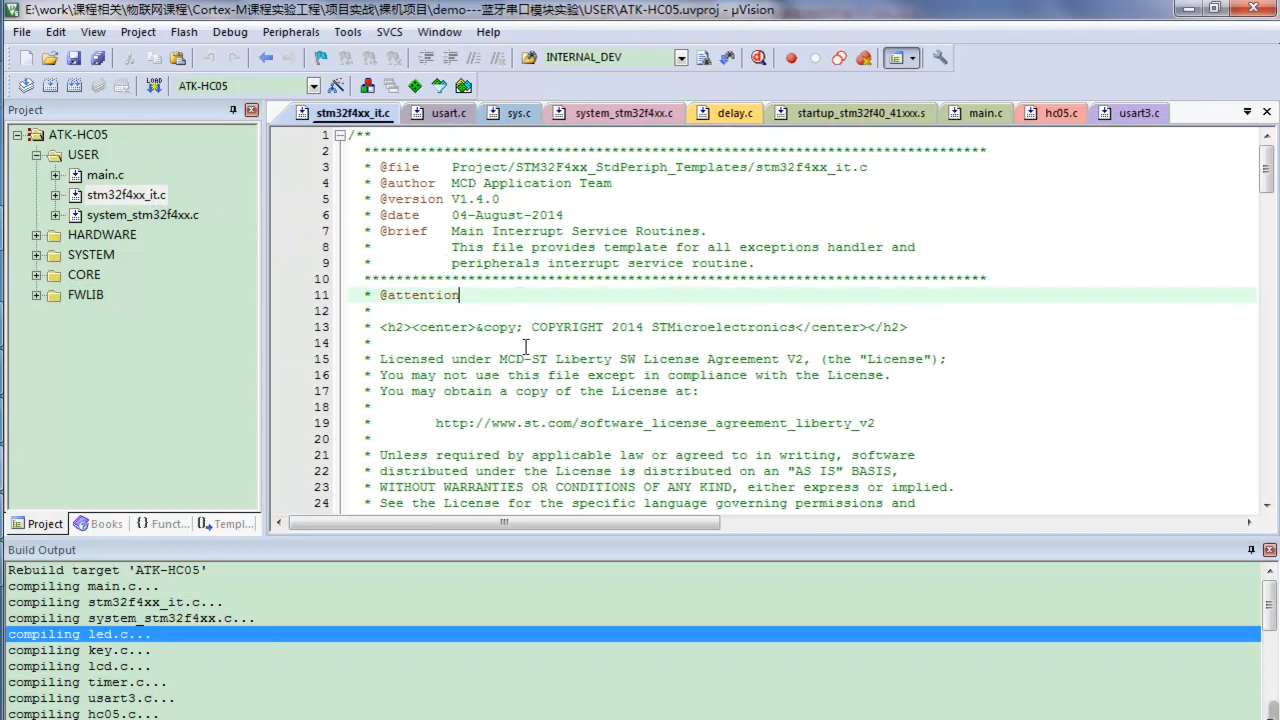 E:\work\课程相关\物联网课程\Cortex-M课程实验工程\项目实战\裸机项目\demo---蓝牙串口模块实验\USER\ATK-HC05.uvproj - µVision
File Edit View Project Flash Debug Peripherals Tools SVCS Window Help
INTERNAL_DEV
LOAD ATK-HC05
Project
stm32f4xx_it.c usart.c sys.c system_stm32f4xx.c delay.c startup_stm32f40_41xxx.s main.c hc05.c usart3.c
ATK-HC05
USER
main.c
stm32f4xx_it.c
system_stm32f4xx.c
HARDWARE
SYSTEM
CORE
FWLIB
Project Books {} Funct... Templ...
1 /**
2 ******************************************************************************
3 * @file Project/STM32F4xx_StdPeriph_Templates/stm32f4xx_it.c
4 * @author MCD Application Team
5 * @version V1.4.0
6 * @date 04-August-2014
7 * @brief Main Interrupt Service Routines.
8 * This file provides template for all exceptions handler and
9 * peripherals interrupt service routine.
10 ******************************************************************************
11 * @attention
12 *
13 * <h2><center>&copy; COPYRIGHT 2014 STMicroelectronics</center></h2>
14 *
15 * Licensed under MCD-ST Liberty SW License Agreement V2, (the "License");
16 * You may not use this file except in compliance with the License.
17 * You may obtain a copy of the License at:
18 *
19 * http://www.st.com/software_license_agreement_liberty_v2
20 *
21 * Unless required by applicable law or agreed to in writing, software
22 * distributed under the License is distributed on an "AS IS" BASIS,
23 * WITHOUT WARRANTIES OR CONDITIONS OF ANY KIND, either express or implied.
24 * See the License for the specific language governing permissions and
Build Output
Rebuild target 'ATK-HC05'
compiling main.c...
compiling stm32f4xx_it.c...
compiling system_stm32f4xx.c...
compiling led.c...
compiling key.c...
compiling lcd.c...
compiling timer.c...
compiling usart3.c...
compiling hc05.c...